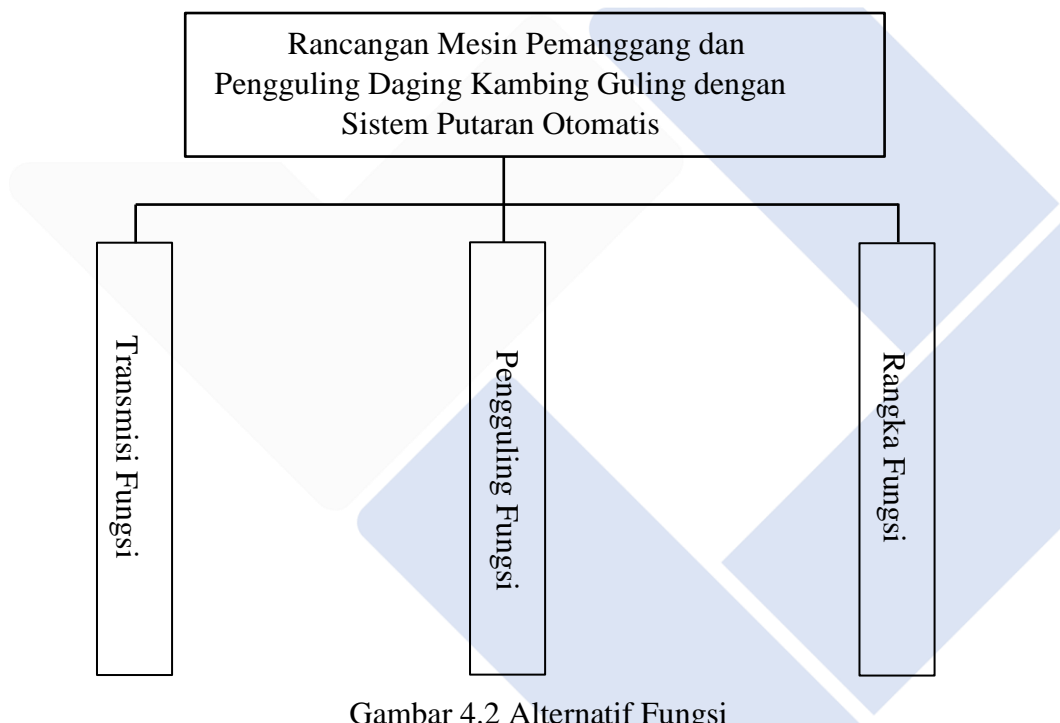 Rancangan Mesin Pemanggang dan
Pengguling Daging Kambing Guling dengan
Sistem Putaran Otomatis
Transmisi Fungsi
Pengguling Fungsi
Rangka Fungsi
Gambar 4.2 Alternatif Fungsi